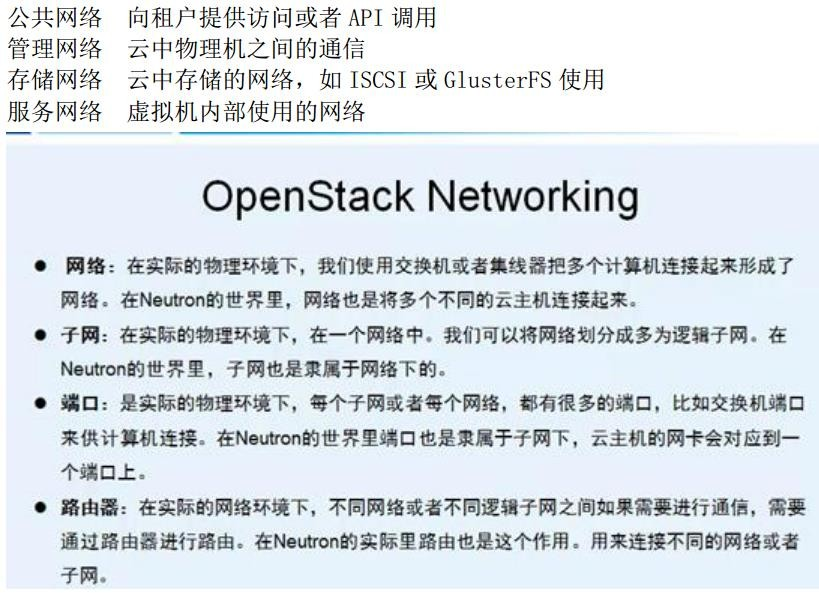 公共网络 向租户提供访问或者 API 调用
管理网络 云中物理机之间的通信
存储网络 云中存储的网络，如 ISCSI 或 GlusterFS 使用
服务网络 虚拟机内部使用的网络
OpenStack Networking
● 网络：在实际的物理环境下，我们使用交换机或者集线器把多个计算机连接起来形成了
网络。在Neutron的世界里，网络也是将多个不同的云主机连接起来。
● 子网：在实际的物理环境下，在一个网络中。我们可以将网络划分成多为逻辑子网。在
Neutron的世界里，子网也是隶属于网络下的。
● 端口：是实际的物理环境下，每个子网或者每个网络，都有很多的端口，比如交换机端口
来供计算机连接。在Neutron的世界里端口也是隶属于子网下，云主机的网卡会对应到一
个端口上。
● 路由器：在实际的网络环境下，不同网络或者不同逻辑子网之间如果需要进行通信，需要
通过路由器进行路由。在Neutron的实际里路由也是这个作用。用来连接不同的网络或者
子网。